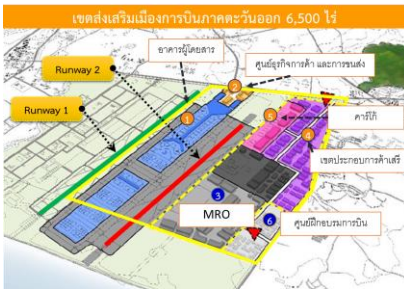 เขตส่งเสริมเมืองการบินภาคตะวันออก 6,500 ไร่
อาคารผู้โดยสาร
ศูนย์ธุรกิจการค้า และการขนส่ง
Runway 2
2
Runway 1
คาร์โก้
1
5
4
เขตประกอบการค้าเสรี
3
MRO
6
ศูนย์ฝึกอบรมการบิน